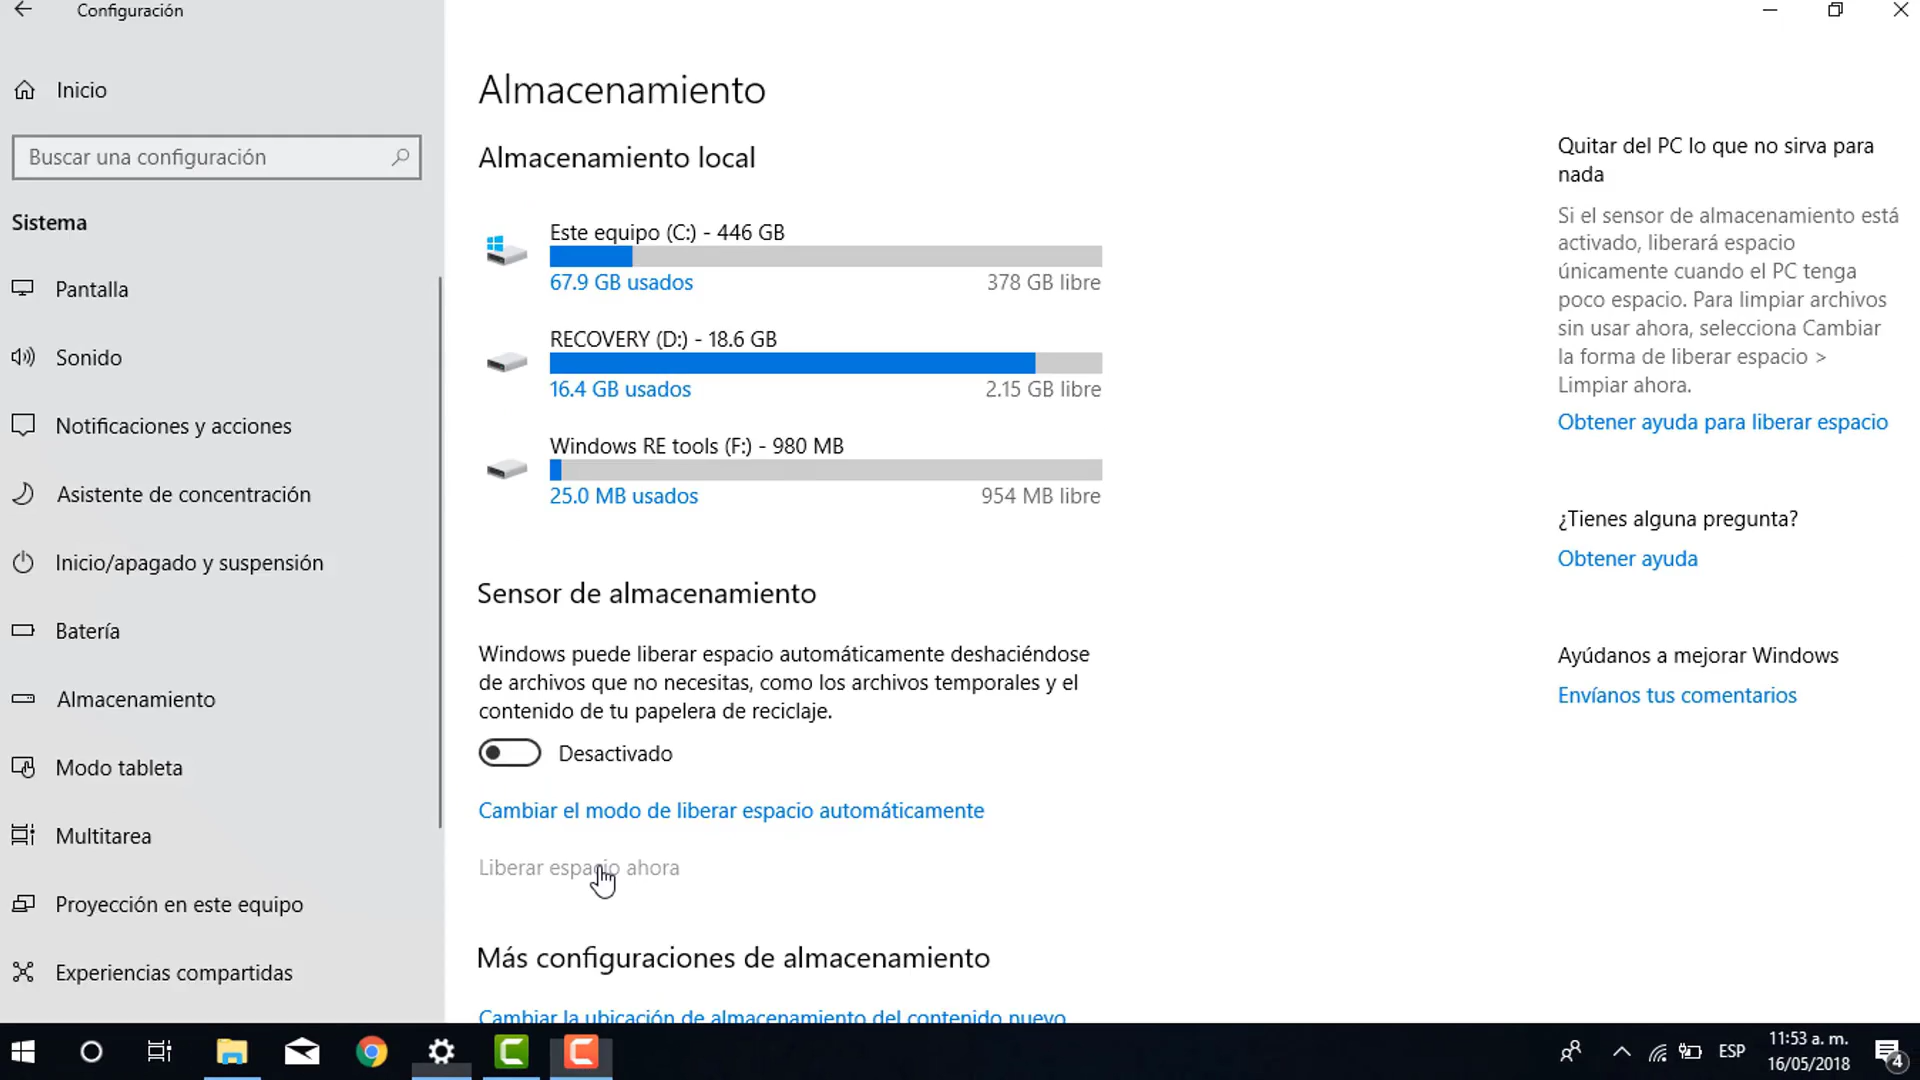 Configuración
Inicio
Buscar una configuración
Sistema
Pantalla
Sonido
Notificaciones y acciones
Asistente de concentración
Inicio/apagado y suspensión
Batería
Almacenamiento
Modo tableta
Multitarea
Proyección en este equipo
Experiencias compartidas
Almacenamiento
Almacenamiento local
Este equipo (C:) - 446 GB
67.9 GB usados 378 GB libre
RECOVERY (D:) - 18.6 GB
16.4 GB usados 2.15 GB libre
Windows RE tools (F:) - 980 MB
25.0 MB usados 954 MB libre
Sensor de almacenamiento
Windows puede liberar espacio automáticamente deshaciéndose
de archivos que no necesitas, como los archivos temporales y el
contenido de tu papelera de reciclaje.
Desactivado
Cambiar el modo de liberar espacio automáticamente
Liberar espacio ahora
Más configuraciones de almacenamiento
Cambiar la ubicación de almacenamiento del contenido nuevo
Quitar del PC lo que no sirva para
nada
Si el sensor de almacenamiento está
activado, liberará espacio
únicamente cuando el PC tenga
poco espacio. Para limpiar archivos
sin usar ahora, selecciona Cambiar
la forma de liberar espacio >
Limpiar ahora.
Obtener ayuda para liberar espacio
¿Tienes alguna pregunta?
Obtener ayuda
Ayúdanos a mejorar Windows
Envíanos tus comentarios
ESP
11:53 a. m.
16/05/2018
4